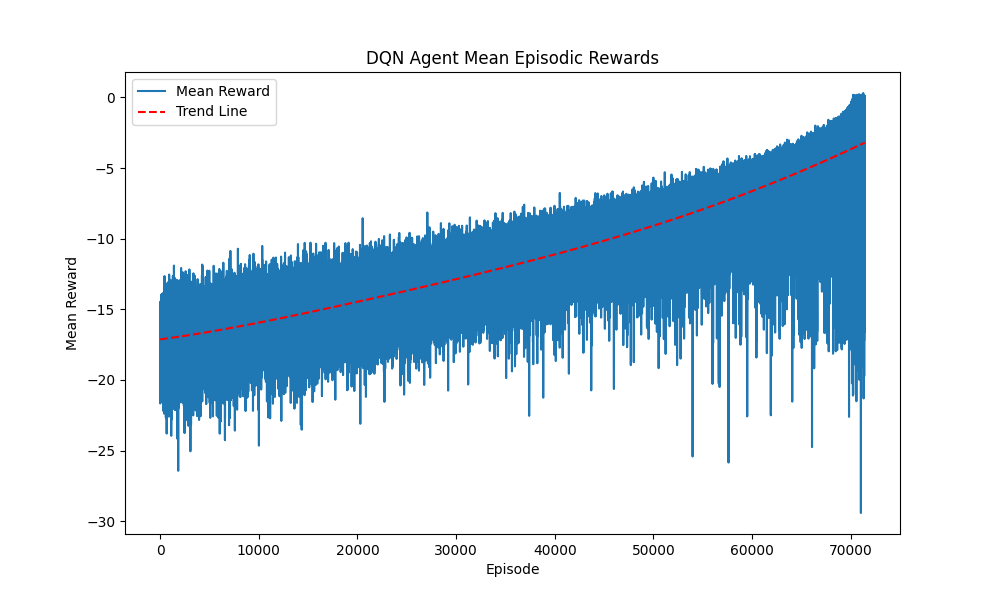 DQN Agent Mean Episodic Rewards
Mean Reward
Trend Line
0
−5
−10
−15
−20
−25
−30
Mean Reward
0 10000 20000 30000 40000 50000 60000 70000
Episode